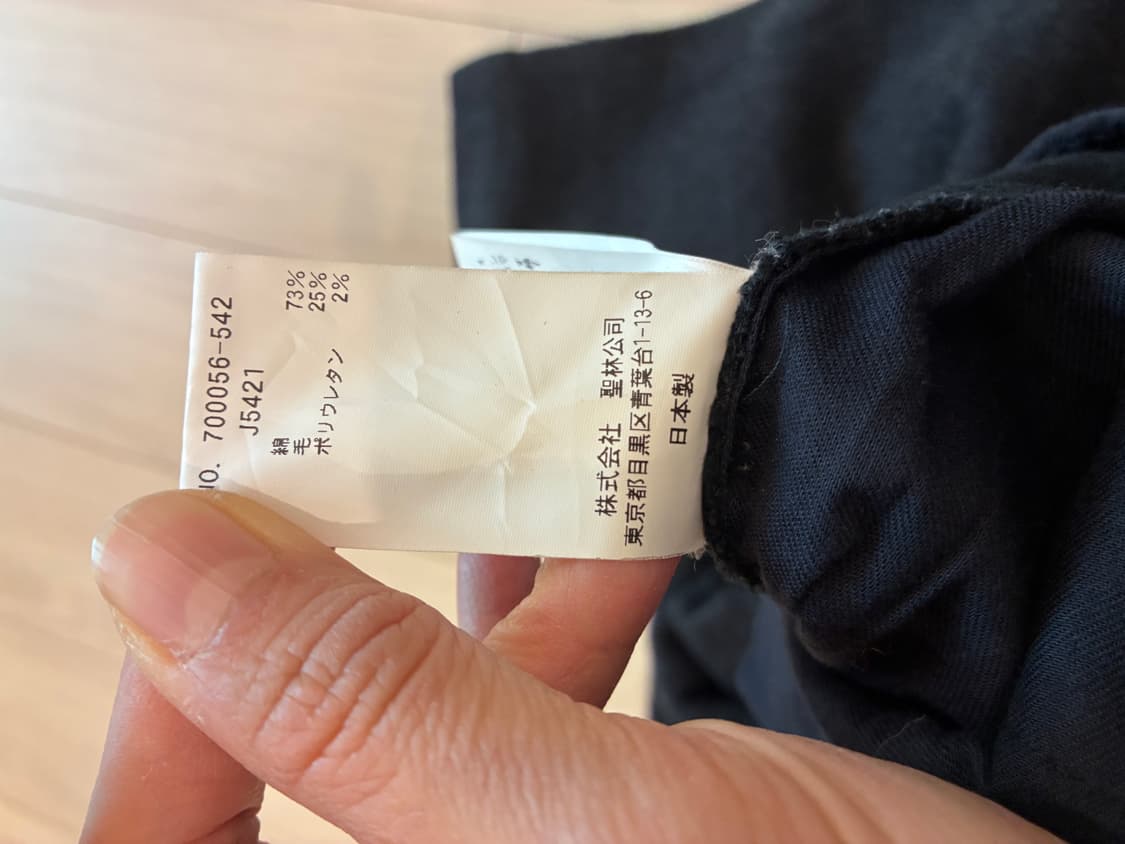 NO. 700056-542
J5421
綿 73%
毛 25%
ポリウレタン 2%
株式会社 聖林公司
東京都目黒区青葉台1-13-6
日本製